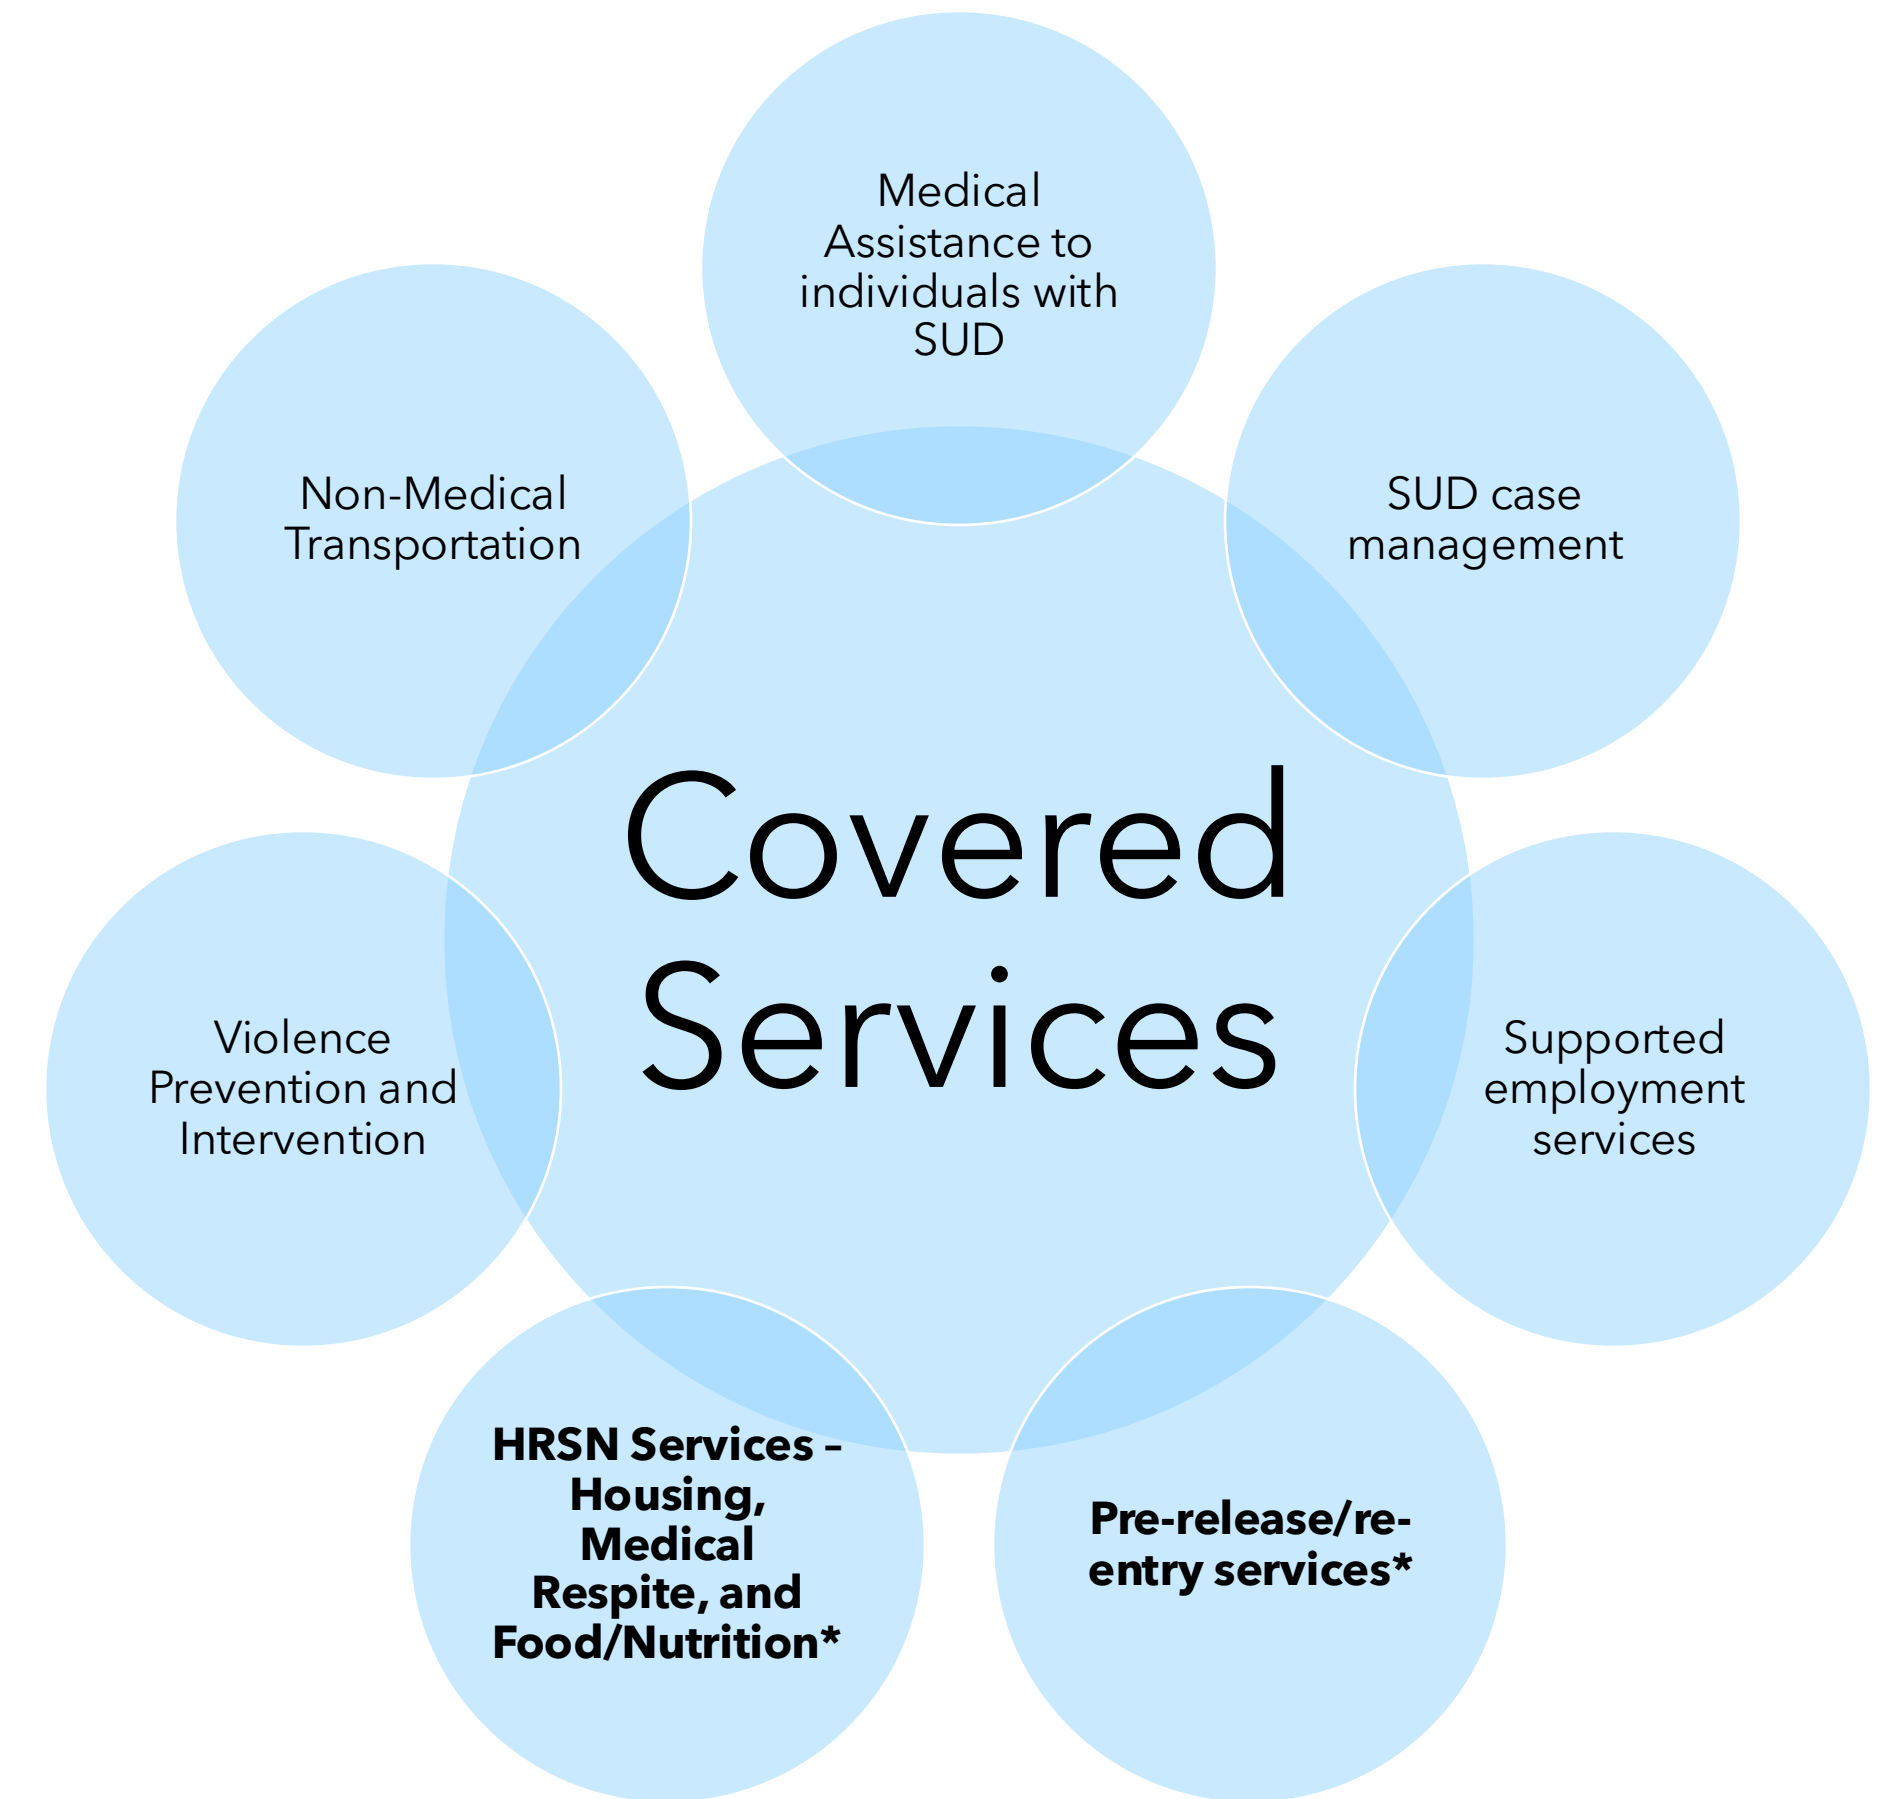 Covered
Services
Medical
Assistance to
individuals with
SUD
SUD case
management
Supported
employment
services
Pre-release/re-
entry services*
HRSN Services –
Housing,
Medical
Respite, and
Food/Nutrition*
Violence
Prevention and
Intervention
Non-Medical
Transportation